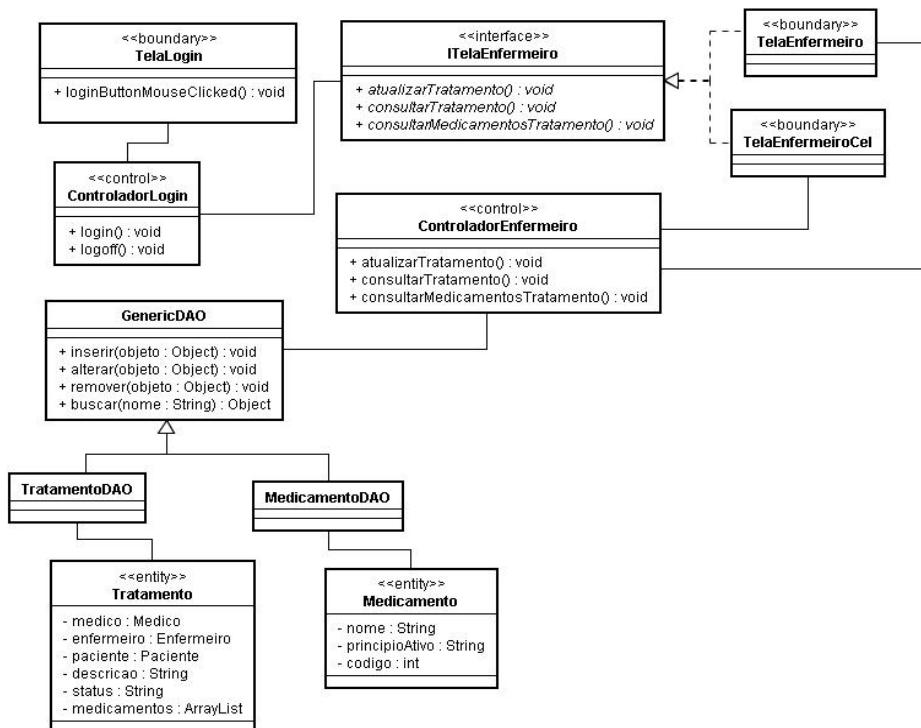 <<boundary>>
TelaLogin
+ loginButtonMouseClicked() : void
<<interface>>
ITelaEnfermeiro
+ atualizarTratamento() : void
+ consultarTratamento() : void
+ consultarMedicamentosTratamento() : void
<<boundary>>
TelaEnfermeiro
<<boundary>>
TelaEnfermeiroCel
<<control>>
ControladorLogin
+ login() : void
+ logoff() : void
<<control>>
ControladorEnfermeiro
+ atualizarTratamento() : void
+ consultarTratamento() : void
+ consultarMedicamentosTratamento() : void
GenericDAO
+ inserir(objeto : Object) : void
+ alterar(objeto : Object) : void
+ remover(objeto : Object) : void
+ buscar(nome : String) : Object
TratamentoDAO
MedicamentoDAO
<<entity>>
Tratamento
- medico : Medico
- enfermeiro : Enfermeiro
- paciente : Paciente
- descricao : String
- status : String
- medicamentos : ArrayList
<<entity>>
Medicamento
- nome : String
- principioAtivo : String
- codigo : int